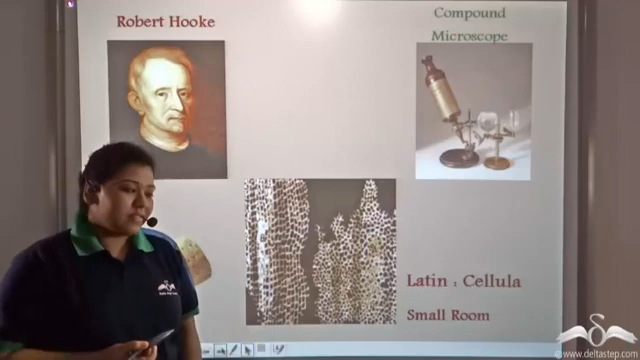 Robert Hooke
Compound
Microscope
Latin : Cellula
Small Room
@www.deltastep.com